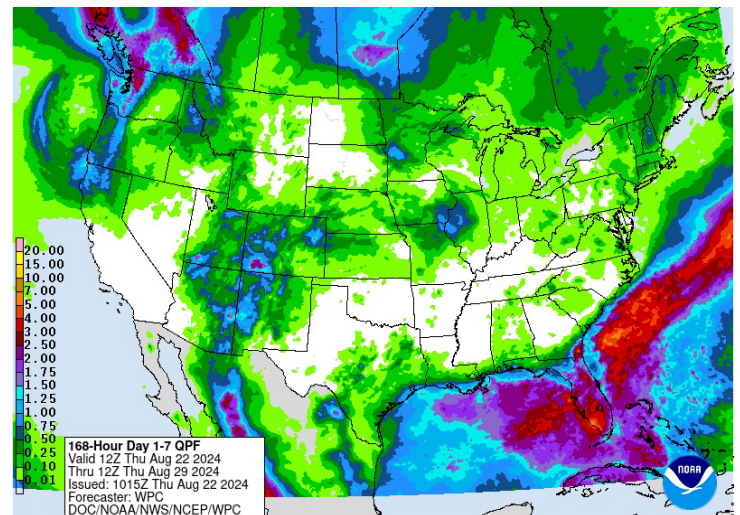 20.00
15.00
10.00
7.00
5.00
4.00
3.00
2.50
2.00
1.75
1.50
1.25
1.00
0.75
0.50
0.25
0.10
0.01
168-Hour Day 1-7 QPF
Valid 12Z Thu Aug 22 2024
Thru 12Z Thu Aug 29 2024
Issued: 1015Z Thu Aug 22 2024
Forecaster: WPC
DOC/NOAA/NWS/NCEP/WPC
NOAA